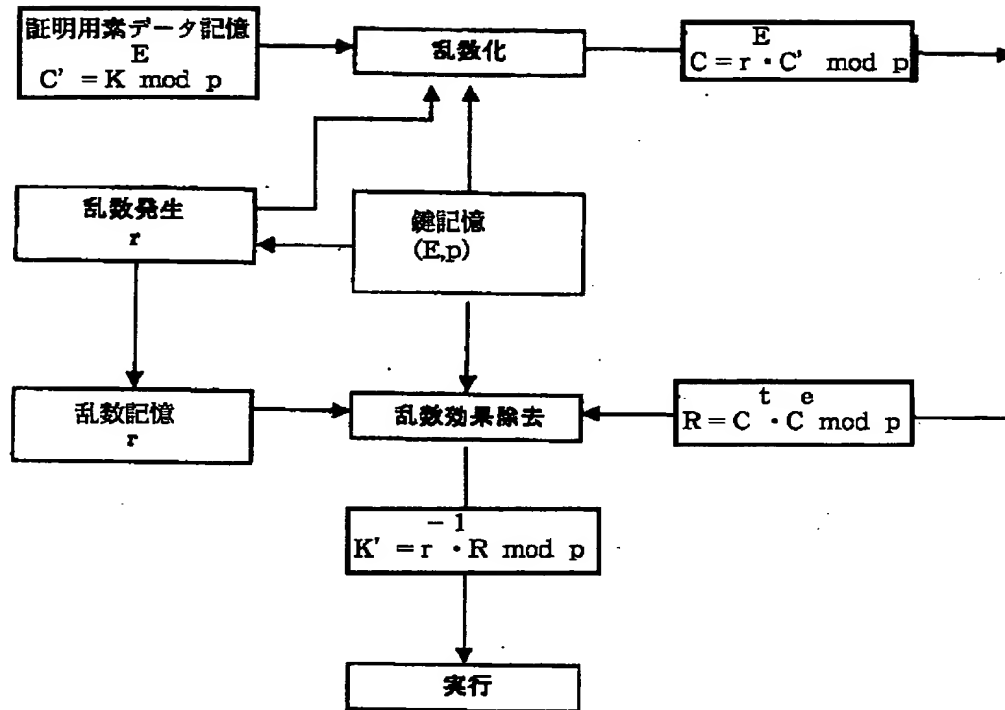 証明用素データ記憶
E
C' = K mod p
乱数化
E
C = r・C' mod p
乱数発生
r
鍵記憶
(E,p)
乱数記憶
r
乱数効果除去
t e
R = C・C mod p
-1
K' = r・R mod p
実行